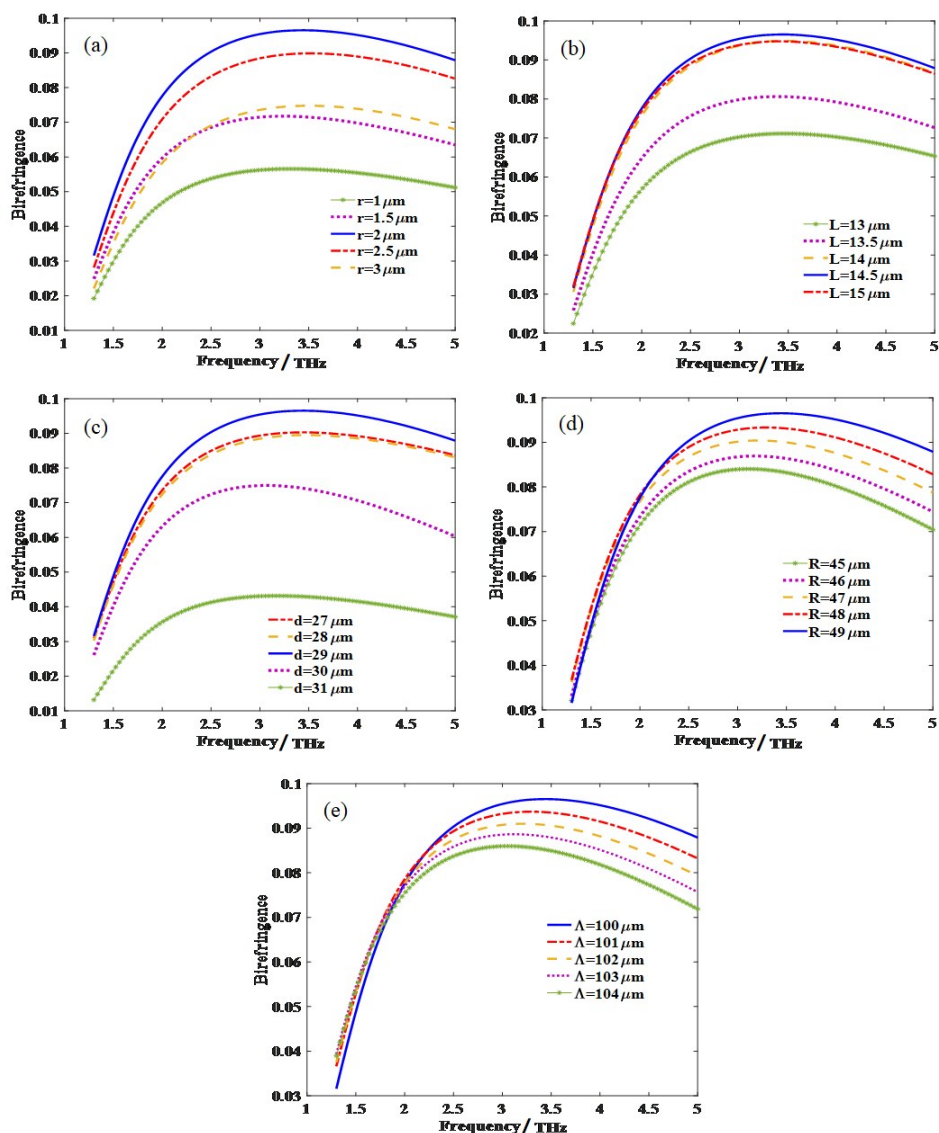 (a)
Birefringence
0.1
0.09
0.08
0.07
0.06
0.05
0.04
0.03
0.02
0.01
r=1 μm
r=1.5 μm
r=2 μm
r=2.5 μm
r=3 μm
1 1.5 2 2.5 3 3.5 4 4.5 5
Frequency/ THz
(b)
Birefringence
0.1
0.09
0.08
0.07
0.06
0.05
0.04
0.03
0.02
L=13 μm
L=13.5 μm
L=14 μm
L=14.5 μm
L=15 μm
1 1.5 2 2.5 3 3.5 4 4.5 5
Frequency/ THz
(c)
Birefringence
0.1
0.09
0.08
0.07
0.06
0.05
0.04
0.03
0.02
0.01
d=27 μm
d=28 μm
d=29 μm
d=30 μm
d=31 μm
1 1.5 2 2.5 3 3.5 4 4.5 5
Frequency/ THz
(d)
Birefringence
0.1
0.09
0.08
0.07
0.06
0.05
0.04
0.03
R=45 μm
R=46 μm
R=47 μm
R=48 μm
R=49 μm
1 1.5 2 2.5 3 3.5 4 4.5 5
Frequency/ THz
(e)
Birefringence
0.1
0.09
0.08
0.07
0.06
0.05
0.04
0.03
Λ=100 μm
Λ=101 μm
Λ=102 μm
Λ=103 μm
Λ=104 μm
1 1.5 2 2.5 3 3.5 4 4.5 5
Frequency/ THz